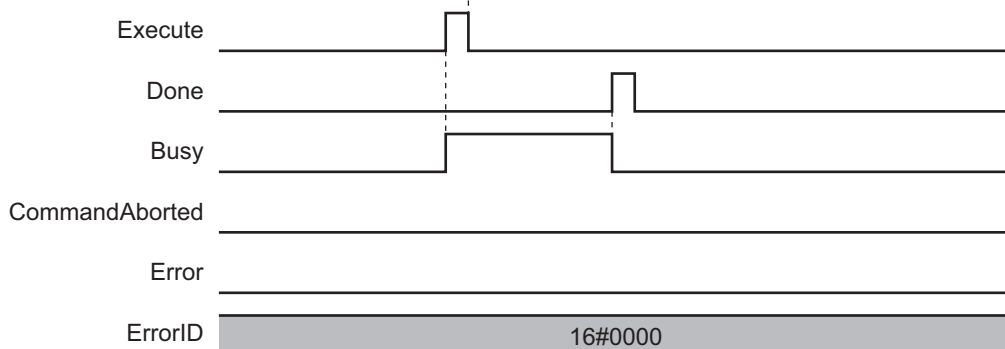 Execute
Done
Busy
CommandAborted
Error
ErrorID
16#0000